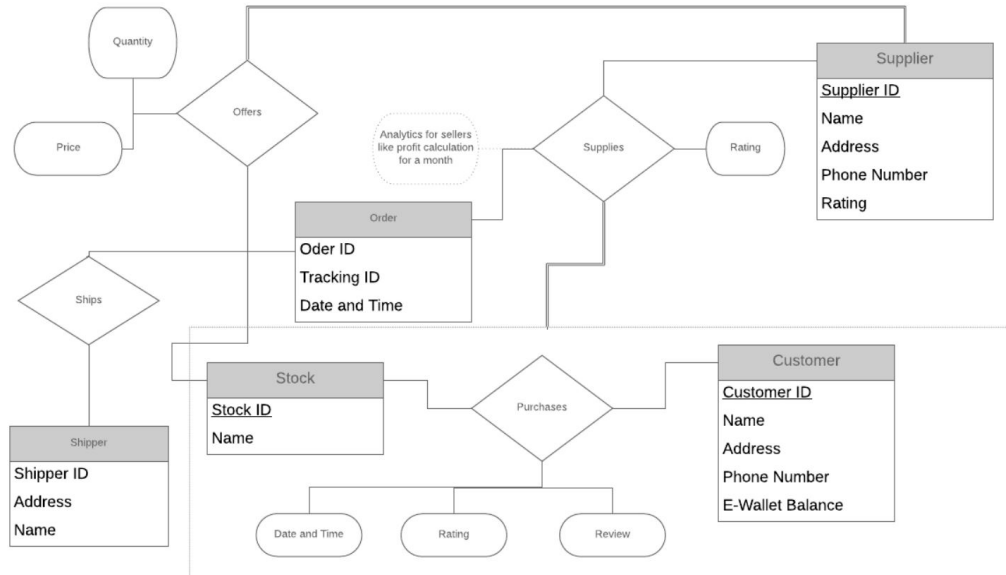 Quantity
Supplier
Supplier ID
Name
Address
Phone Number
Rating
Offers
Price
Analytics for sellers
like profit calculation
for a month
Supplies
Rating
Order
Oder ID
Tracking ID
Date and Time
Ships
Stock
Stock ID
Name
Purchases
Customer
Customer ID
Name
Address
Phone Number
E-Wallet Balance
Shipper
Shipper ID
Address
Name
Date and Time
Rating
Review